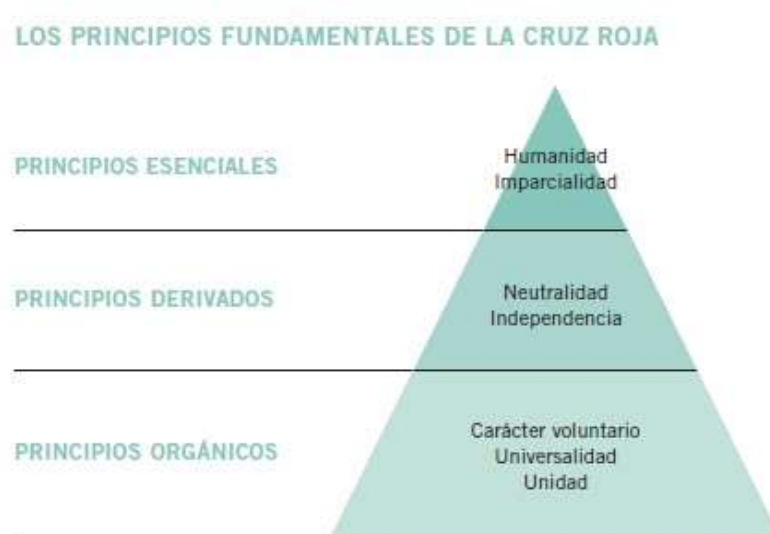 LOS PRINCIPIOS FUNDAMENTALES DE LA CRUZ ROJA
PRINCIPIOS ESENCIALES
Humanidad
Imparcialidad
PRINCIPIOS DERIVADOS
Neutralidad
Independencia
PRINCIPIOS ORGÁNICOS
Carácter voluntario
Universalidad
Unidad